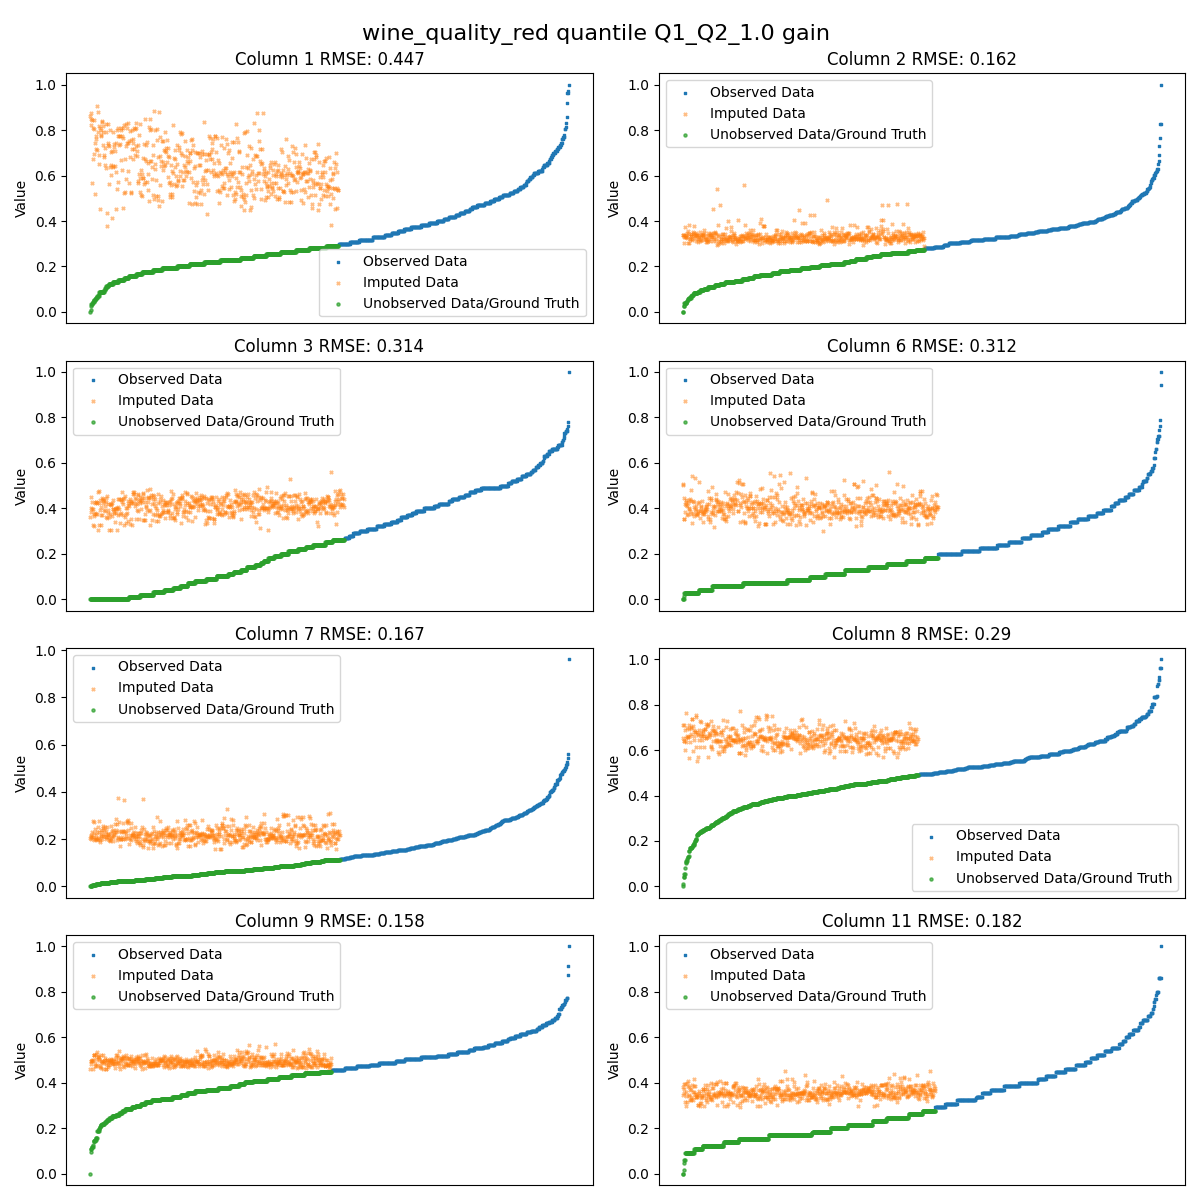 wine_quality_red quantile Q1_Q2_1.0 gain
Column 1 RMSE: 0.447
1.0
0.8
0.6
0.4
0.2
0.0
Value
Observed Data
Imputed Data
Unobserved Data/Ground Truth
Column 2 RMSE: 0.162
1.0
0.8
0.6
0.4
0.2
0.0
Value
Observed Data
Imputed Data
Unobserved Data/Ground Truth
Column 3 RMSE: 0.314
1.0
0.8
0.6
0.4
0.2
0.0
Value
Observed Data
Imputed Data
Unobserved Data/Ground Truth
Column 6 RMSE: 0.312
1.0
0.8
0.6
0.4
0.2
0.0
Value
Observed Data
Imputed Data
Unobserved Data/Ground Truth
Column 7 RMSE: 0.167
1.0
0.8
0.6
0.4
0.2
0.0
Value
Observed Data
Imputed Data
Unobserved Data/Ground Truth
Column 8 RMSE: 0.29
1.0
0.8
0.6
0.4
0.2
0.0
Value
Observed Data
Imputed Data
Unobserved Data/Ground Truth
Column 9 RMSE: 0.158
1.0
0.8
0.6
0.4
0.2
0.0
Value
Observed Data
Imputed Data
Unobserved Data/Ground Truth
Column 11 RMSE: 0.182
1.0
0.8
0.6
0.4
0.2
0.0
Value
Observed Data
Imputed Data
Unobserved Data/Ground Truth